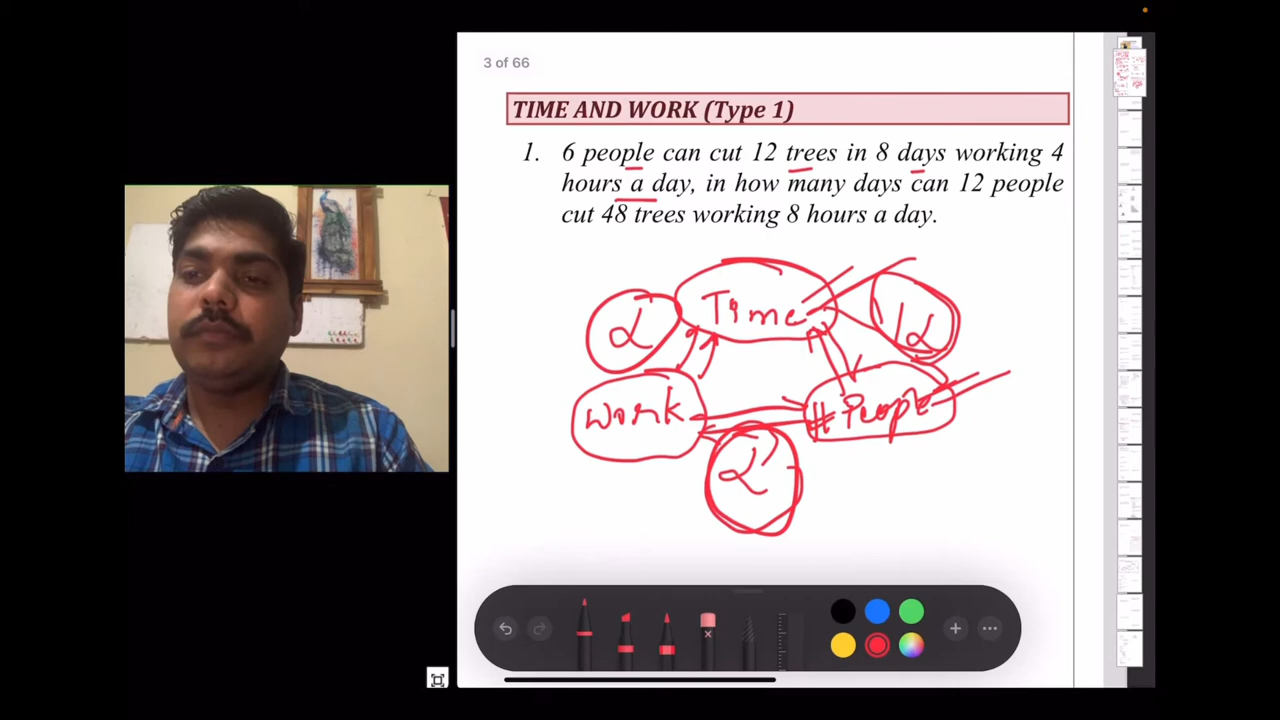 3 of 66
TIME AND WORK (Type 1)
1. 6 people can cut 12 trees in 8 days working 4
hours a day, in how many days can 12 people
cut 48 trees working 8 hours a day.
α Time 1/α
Work # People
α